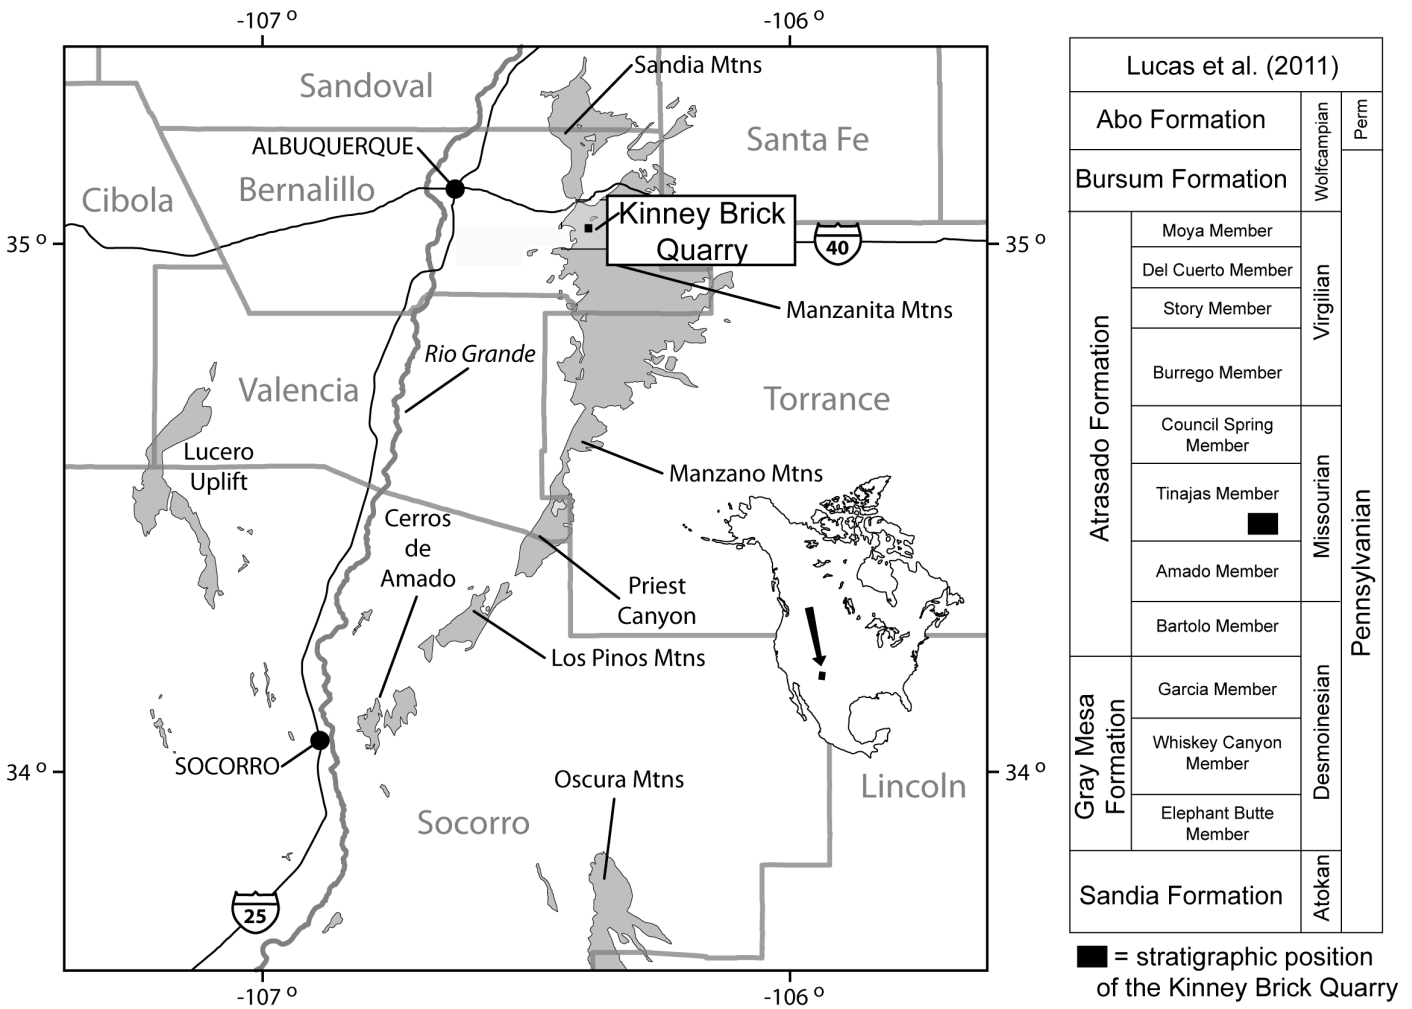 -107 o
-106 o
Sandia Mtns
Sandoval
ALBUQUERQUE
Santa Fe
Bernalillo
Cibola
Kinney Brick
Quarry
35 o
40
35 o
Manzanita Mtns
Rio Grande
Valencia
Torrance
Lucero
Uplift
Manzano Mtns
Cerros
de
Amado
Priest
Canyon
Los Pinos Mtns
SOCORRO
34 o
Oscura Mtns
34 o
Lincoln
Socorro
25
-107 o
-106 o
Lucas et al. (2011)
Abo Formation
Wolfcampian
Perm
Bursum Formation
Atrasado Formation
Moya Member
Del Cuerto Member
Story Member
Virgilian
Burrego Member
Council Spring
Member
Tinajas Member
Missourian
Amado Member
Pennsylvanian
Bartolo Member
Gray Mesa
Formation
Garcia Member
Desmoinesian
Whiskey Canyon
Member
Elephant Butte
Member
Sandia Formation
Atokan
= stratigraphic position
of the Kinney Brick Quarry